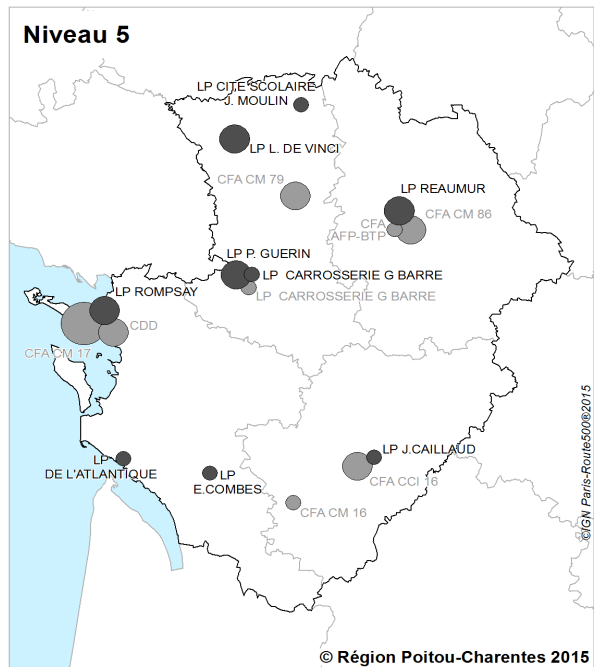 Niveau 5
LP CITE SCOLAIRE
J. MOULIN
LP L. DE VINCI
CFA CM 79
LP REAUMUR
CFA
AFP-BTP
CFA CM 86
LP P. GUERIN
LP CARROSSERIE G BARRE
LP CARROSSERIE G BARRE
LP ROMPSAY
CDD
CFA CM 17
LP
DE L'ATLANTIQUE
LP
E.COMBES
LP J.CAILLAUD
CFA CCI 16
CFA CM 16
©IGN Paris-Route500®2015
© Région Poitou-Charentes 2015